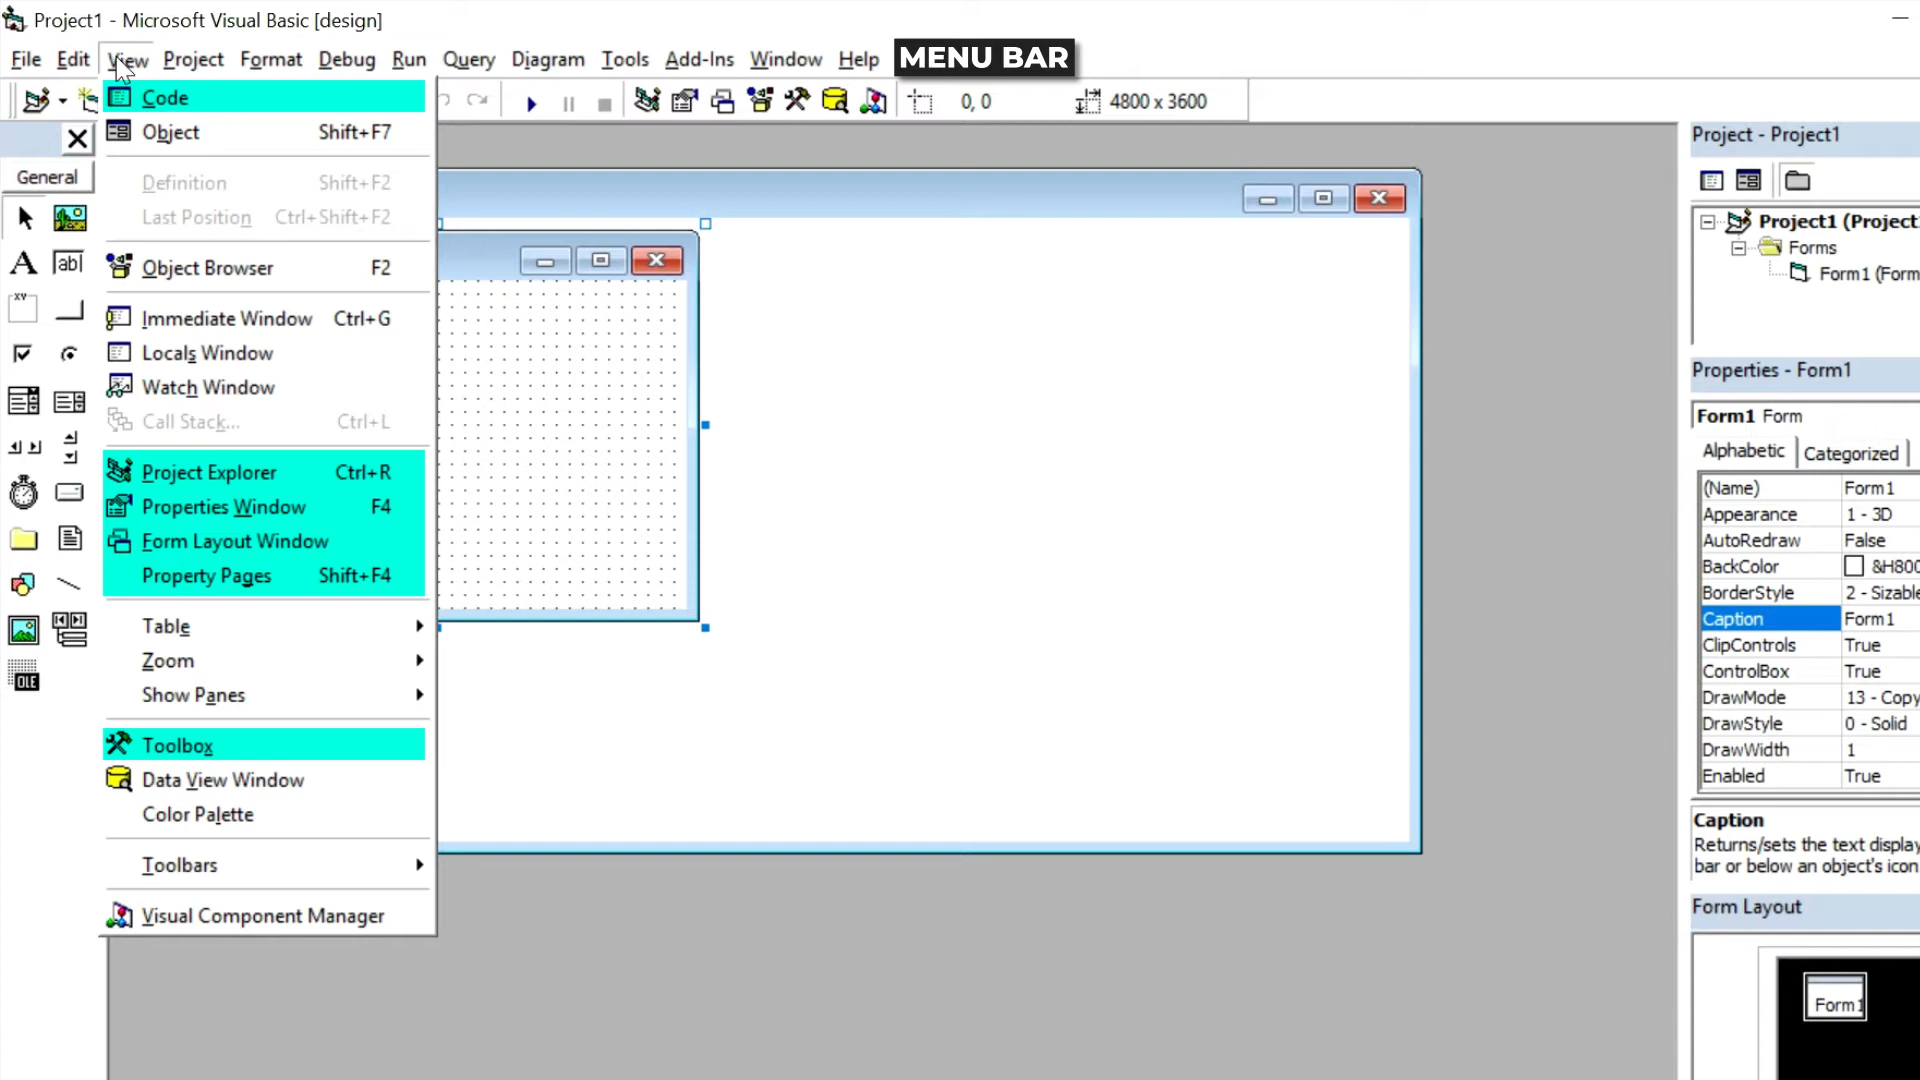 Project1 - Microsoft Visual Basic [design]
File Edit View Project Format Debug Run Query Diagram Tools Add-Ins Window Help
MENU BAR
0, 0 4800 x 3600
General
A ab|
XY
OLE
Code
Object Shift+F7
Definition Shift+F2
Last Position Ctrl+Shift+F2
Object Browser F2
Immediate Window Ctrl+G
Locals Window
Watch Window
Call Stack... Ctrl+L
Project Explorer Ctrl+R
Properties Window F4
Form Layout Window
Property Pages Shift+F4
Table
Zoom
Show Panes
Toolbox
Data View Window
Color Palette
Toolbars
Visual Component Manager
Project - Project1
Project1 (Project1
Forms
Form1 (Form
Properties - Form1
Form1 Form
Alphabetic Categorized
(Name) Form1
Appearance 1 - 3D
AutoRedraw False
BackColor &H800
BorderStyle 2 - Sizable
Caption Form1
ClipControls True
ControlBox True
DrawMode 13 - Copy
DrawStyle 0 - Solid
DrawWidth 1
Enabled True
Caption
Returns/sets the text display
bar or below an object's icon
Form Layout
Form1